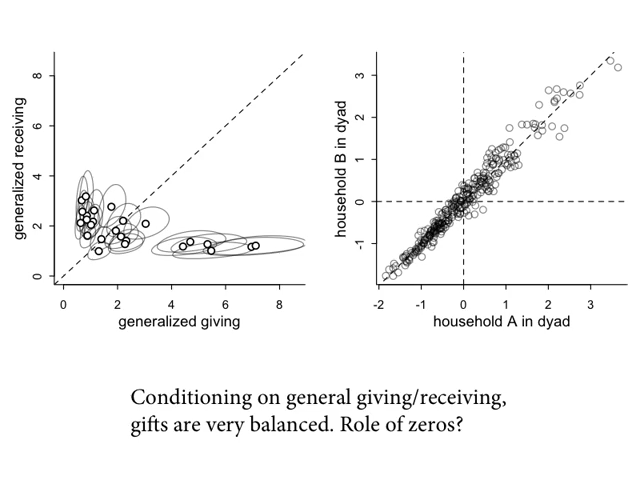 8
6
4
2
0
generalized receiving
0 2 4 6 8
generalized giving
3
2
1
0
-1
household B in dyad
-2 -1 0 1 2 3
household A in dyad
Conditioning on general giving/receiving,
gifts are very balanced. Role of zeros?